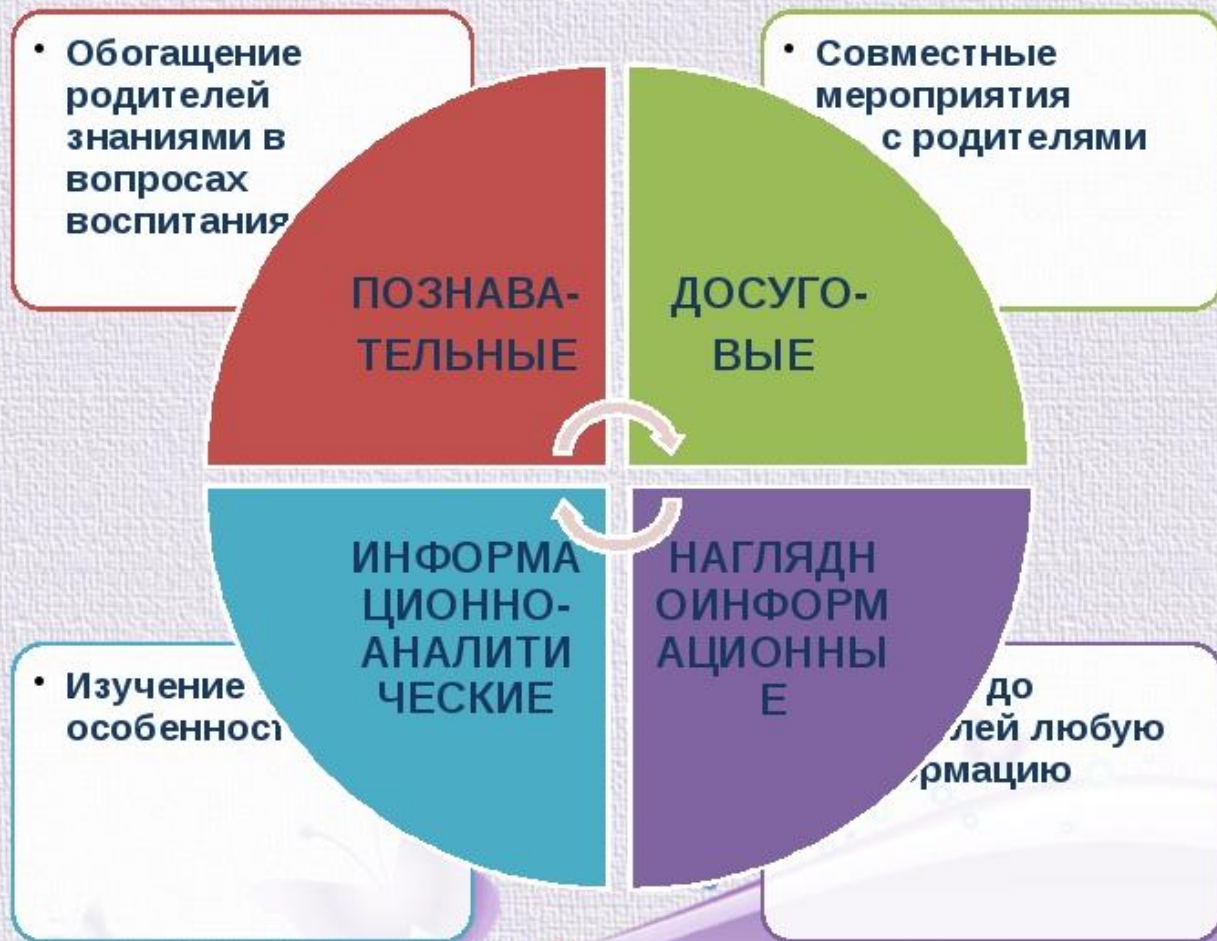 • Обогащение
родителей
знаниями в
вопросах
воспитания
• Совместные
мероприятия
с родителями
ПОЗНАВА-
ТЕЛЬНЫЕ
ДОСУГО-
ВЫЕ
ИНФОРМА
ЦИОННО-
АНАЛИТИ
ЧЕСКИЕ
НАГЛЯДН
ОИНФОРМ
АЦИОННЫ
Е
• Изучение
до
любую